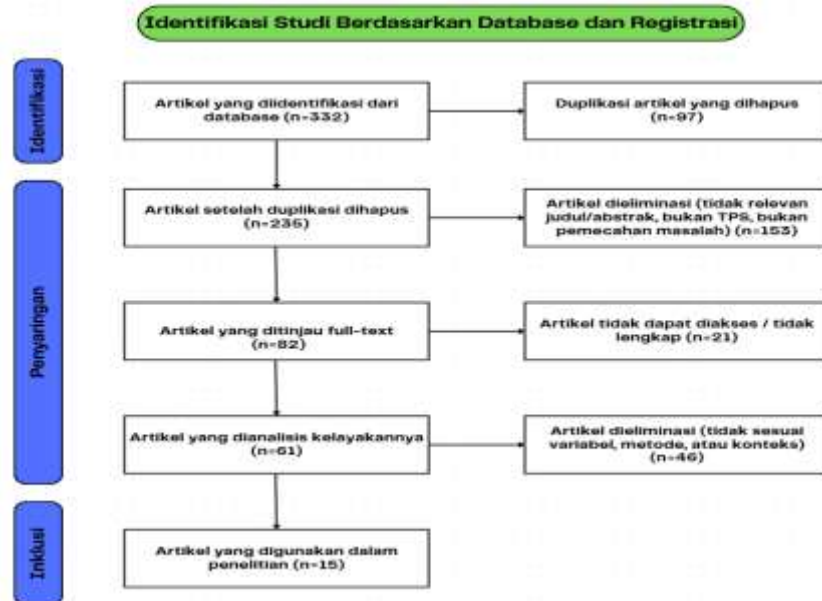 Identifikasi Studi Berdasarkan Database dan Registrasi
Identifikasi
Artikel yang diidentifikasi dari
database (n=332)
Duplikasi artikel yang dihapus
(n=97)
Penyaringan
Artikel setelah duplikasi dihapus
(n=235)
Artikel dieliminasi (tidak relevan
judul/abstrak, bukan TPS, bukan
pemecahan masalah) (n=153)
Artikel yang ditinjau full-text
(n=82)
Artikel tidak dapat diakses / tidak
lengkap (n=21)
Artikel yang dianalisis kelayakannya
(n=61)
Artikel dieliminasi (tidak sesuai
variabel, metode, atau konteks)
(n=46)
Inklusi
Artikel yang digunakan dalam
penelitian (n=15)